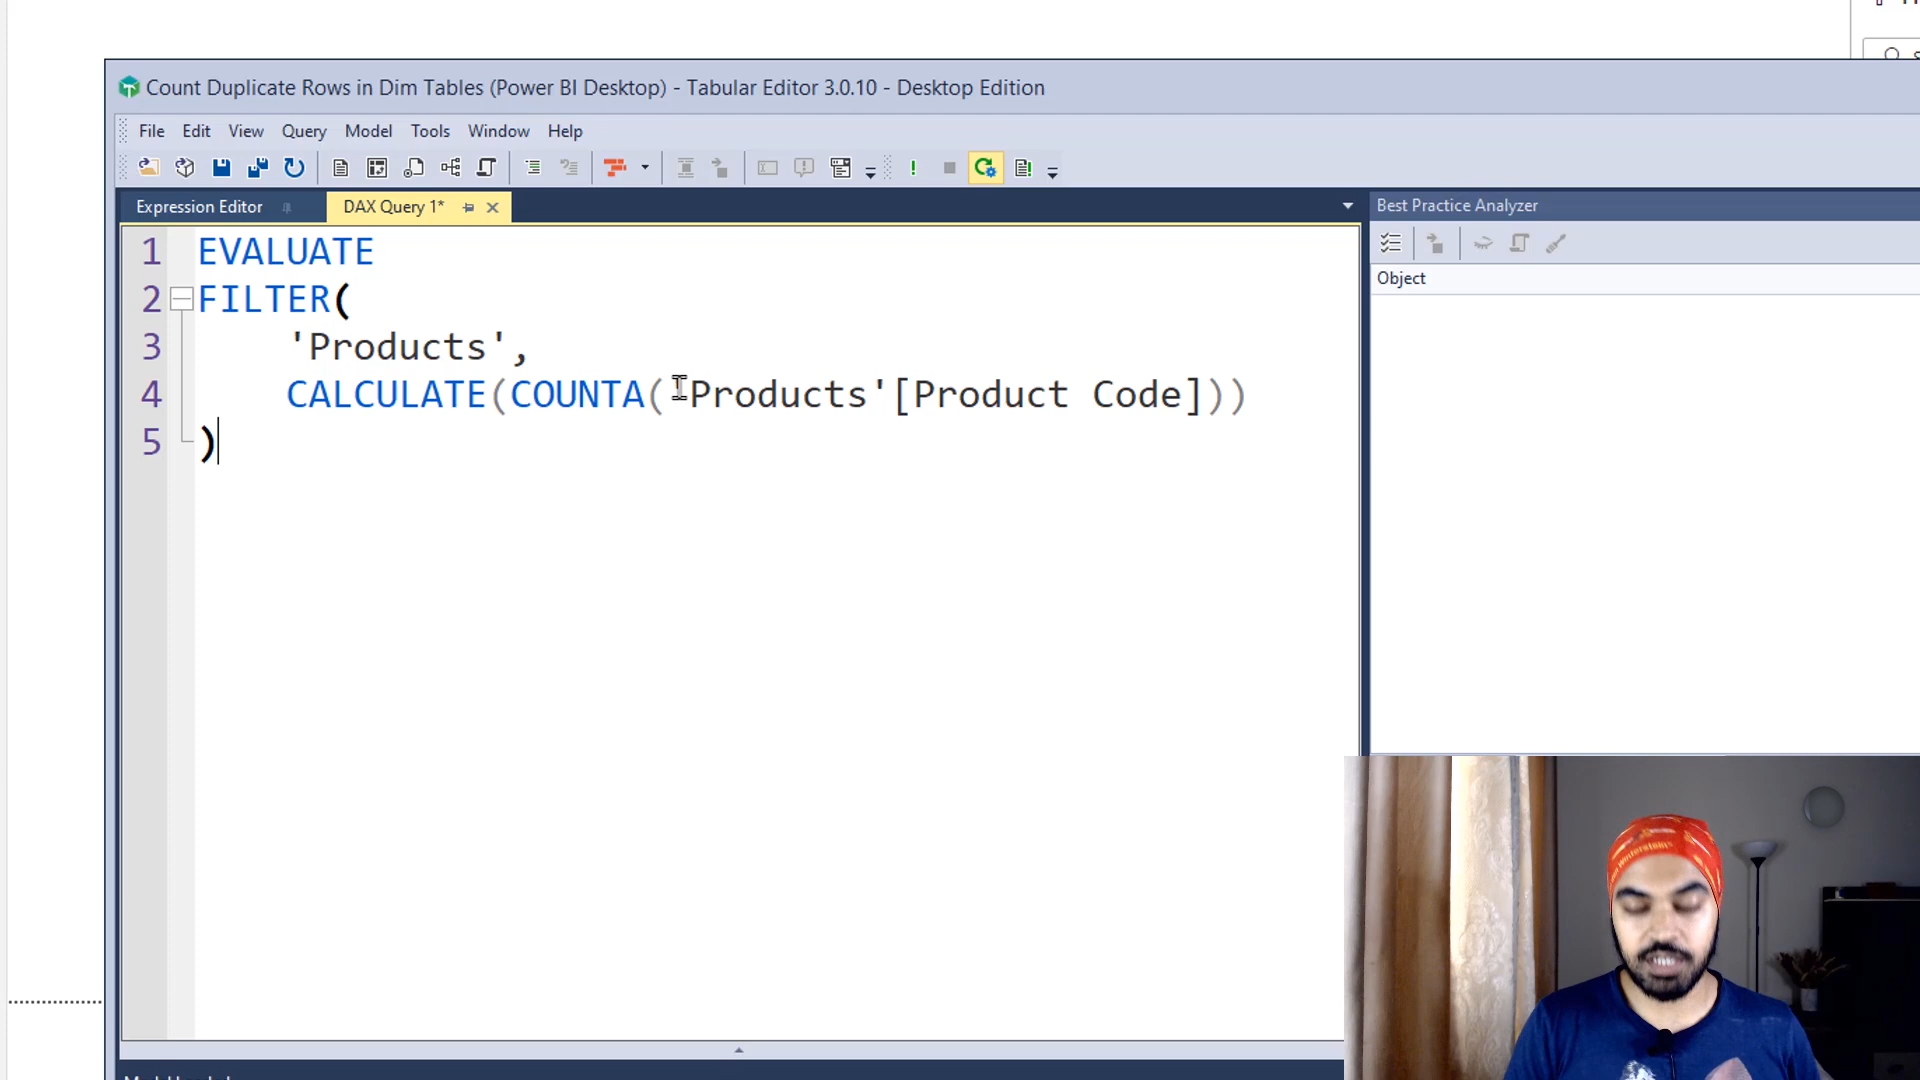 Count Duplicate Rows in Dim Tables (Power BI Desktop) - Tabular Editor 3.0.10 - Desktop Edition
File Edit View Query Model Tools Window Help
Expression Editor DAX Query 1* Best Practice Analyzer
Object
1 EVALUATE
2 FILTER(
3 'Products',
4 CALCULATE(COUNTA('Products'[Product Code]))
5 )